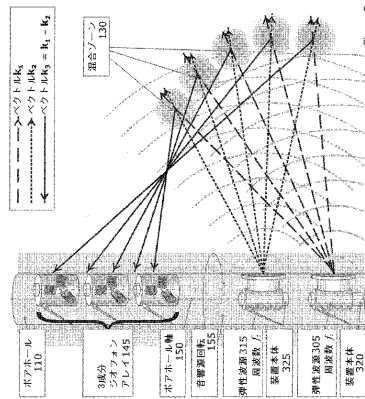 ベクトルk₁
ベクトルk₂
ベクトルk₃ = k₁ - k₂
混合ゾーン
130
ボアホール
110
3成分
ジオフォン
アレイ145
ボアホール軸
150
音響源回転
155
弾性波源 315
周波数 f
装置本体
325
弾性波源 305
周波数 f
装置本体
320